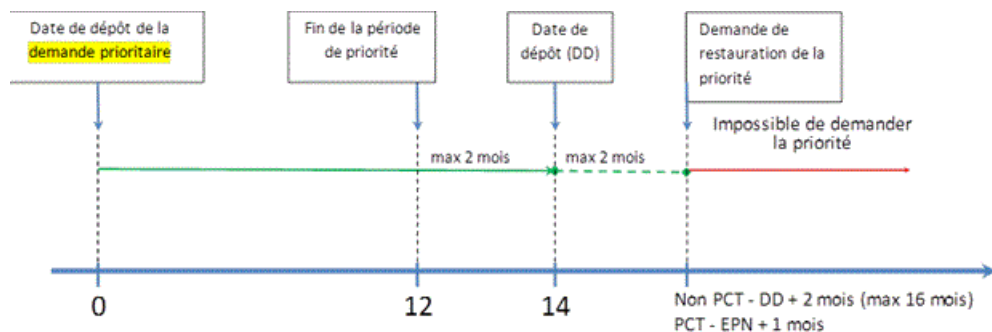 Date de dépôt de la
demande prioritaire
Fin de la période
de priorité
Date de
dépôt (DD)
Demande de
restauration de la
priorité
Impossible de demander
la priorité
max 2 mois
max 2 mois
0
12
14
Non PCT - DD + 2 mois (max 16 mois)
PCT - EPN + 1 mois